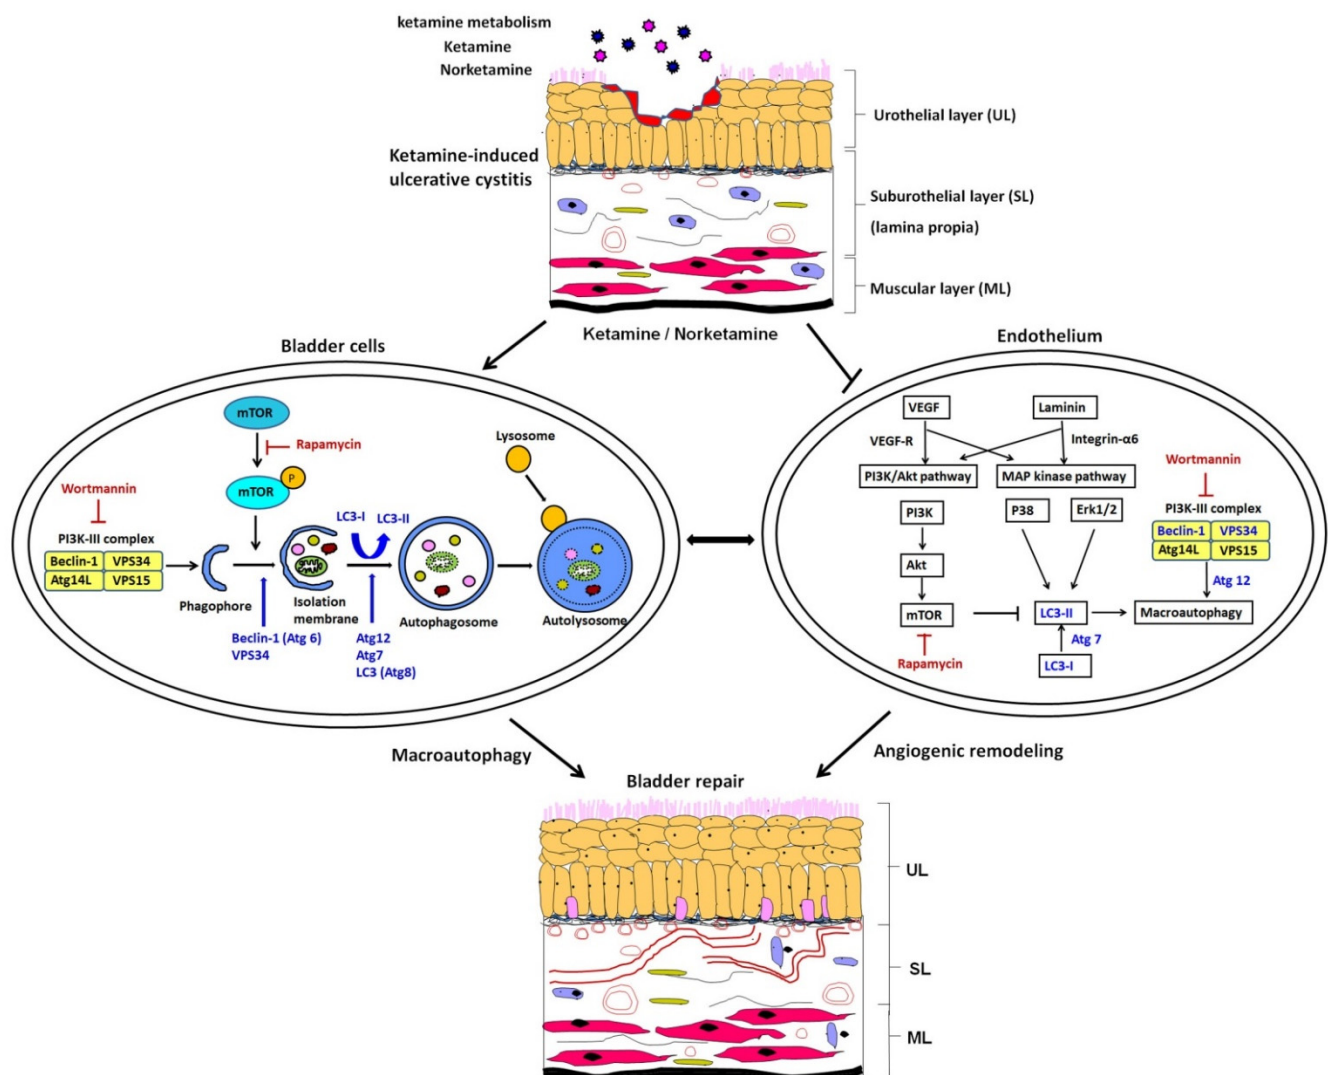 ketamine metabolism
Ketamine
Norketamine
Urothelial layer (UL)
Ketamine-induced
ulcerative cystitis
Suburothelial layer (SL)
(lamina propia)
Muscular layer (ML)
Ketamine / Norketamine
Bladder cells
mTOR
Rapamycin
Lysosome
mTOR
P
Wortmannin
LC3-I
LC3-II
PI3K-III complex
Beclin-1
VPS34
Atg14L
VPS15
Phagophore
Isolation
membrane
Autophagosome
Autolysosome
Beclin-1 (Atg 6)
VPS34
Atg12
Atg7
LC3 (Atg8)
Endothelium
VEGF
Laminin
VEGF-R
Integrin-α6
PI3K/Akt pathway
MAP kinase pathway
Wortmannin
PI3K
P38
Erk1/2
PI3K-III complex
Beclin-1
VPS34
Atg14L
VPS15
Akt
Atg 12
mTOR
LC3-II
Macroautophagy
Atg 7
Rapamycin
LC3-I
Macroautophagy
Angiogenic remodeling
Bladder repair
UL
SL
ML